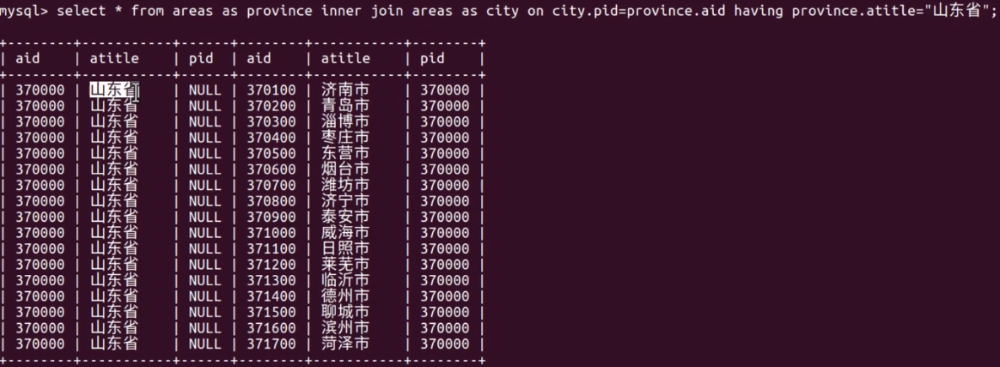 mysql> select * from areas as province inner join areas as city on city.pid=province.aid having province.atitle="山东省";
+--------+-----------+------+--------+-----------+--------+
| aid    | atitle    | pid  | aid    | atitle    | pid    |
+--------+-----------+------+--------+-----------+--------+
| 370000 | 山东省    | NULL | 370100 | 济南市    | 370000 |
| 370000 | 山东省    | NULL | 370200 | 青岛市    | 370000 |
| 370000 | 山东省    | NULL | 370300 | 淄博市    | 370000 |
| 370000 | 山东省    | NULL | 370400 | 枣庄市    | 370000 |
| 370000 | 山东省    | NULL | 370500 | 东营市    | 370000 |
| 370000 | 山东省    | NULL | 370600 | 烟台市    | 370000 |
| 370000 | 山东省    | NULL | 370700 | 潍坊市    | 370000 |
| 370000 | 山东省    | NULL | 370800 | 济宁市    | 370000 |
| 370000 | 山东省    | NULL | 370900 | 泰安市    | 370000 |
| 370000 | 山东省    | NULL | 371000 | 威海市    | 370000 |
| 370000 | 山东省    | NULL | 371100 | 日照市    | 370000 |
| 370000 | 山东省    | NULL | 371200 | 莱芜市    | 370000 |
| 370000 | 山东省    | NULL | 371300 | 临沂市    | 370000 |
| 370000 | 山东省    | NULL | 371400 | 德州市    | 370000 |
| 370000 | 山东省    | NULL | 371500 | 聊城市    | 370000 |
| 370000 | 山东省    | NULL | 371600 | 滨州市    | 370000 |
| 370000 | 山东省    | NULL | 371700 | 菏泽市    | 370000 |
+--------+-----------+------+--------+-----------+--------+